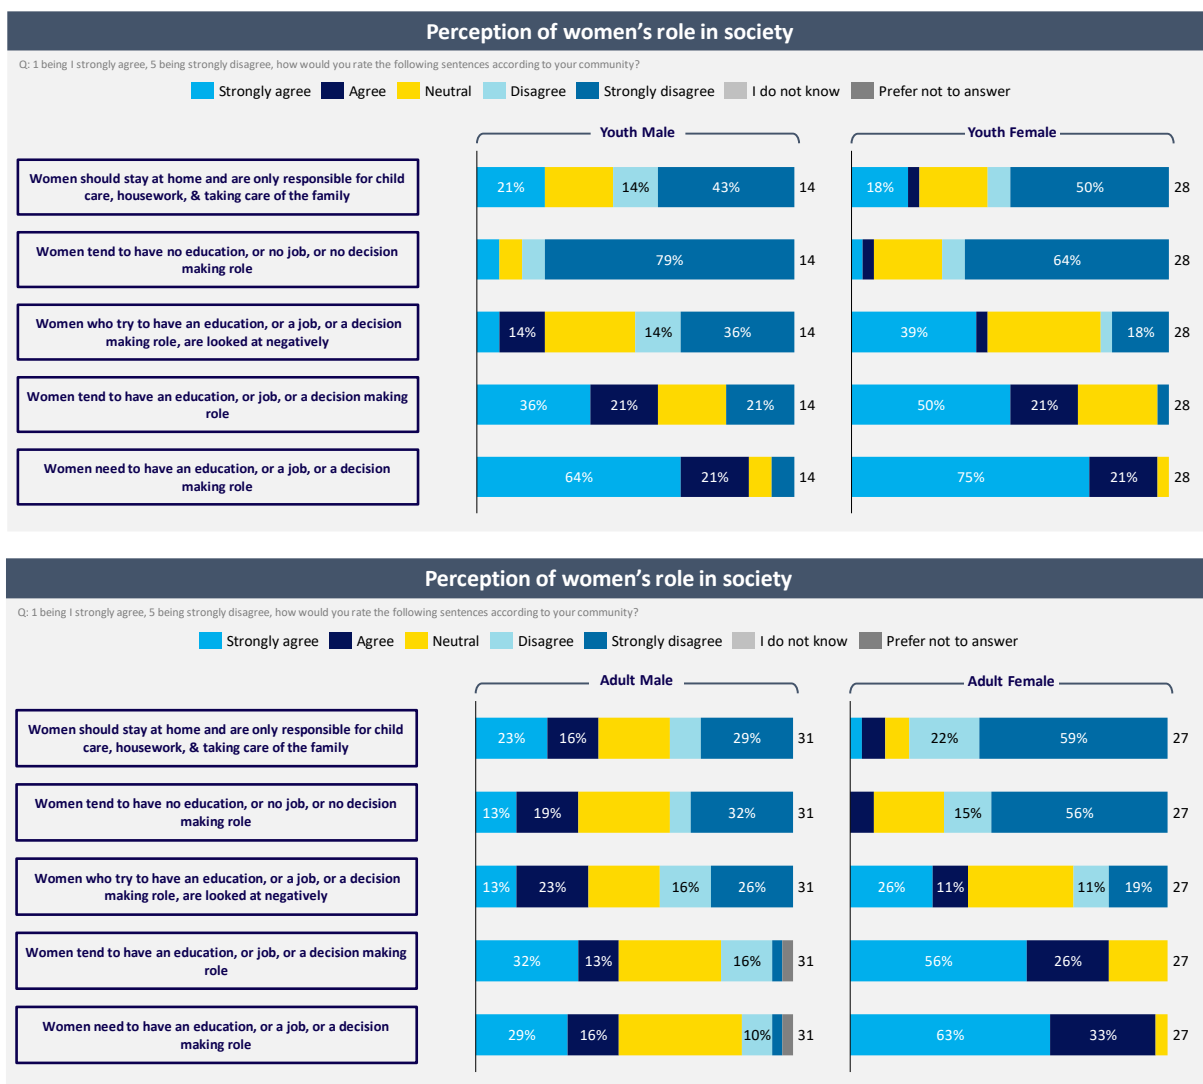 Perception of women's role in society
Q: 1 being I strongly agree, 5 being strongly disagree, how would you rate the following sentences according to your community?
Strongly agree Agree Neutral Disagree Strongly disagree I do not know Prefer not to answer
Youth Male Youth Female
Women should stay at home and are only responsible for child
care, housework, & taking care of the family
21% 14% 43% 14 18% 50% 28
Women tend to have no education, or no job, or no decision
making role
79% 14 64% 28
Women who try to have an education, or a job, or a decision
making role, are looked at negatively
14% 14% 36% 14 39% 18% 28
Women tend to have an education, or job, or a decision making
role
36% 21% 21% 14 50% 21% 28
Women need to have an education, or a job, or a decision
making role
64% 21% 14 75% 21% 28
Perception of women's role in society
Q: 1 being I strongly agree, 5 being strongly disagree, how would you rate the following sentences according to your community?
Strongly agree Agree Neutral Disagree Strongly disagree I do not know Prefer not to answer
Adult Male Adult Female
Women should stay at home and are only responsible for child
care, housework, & taking care of the family
23% 16% 29% 31 22% 59% 27
Women tend to have no education, or no job, or no decision
making role
13% 19% 32% 31 15% 56% 27
Women who try to have an education, or a job, or a decision
making role, are looked at negatively
13% 23% 16% 26% 31 26% 11% 11% 19% 27
Women tend to have an education, or job, or a decision making
role
32% 13% 16% 31 56% 26% 27
Women need to have an education, or a job, or a decision
making role
29% 16% 10% 31 63% 33% 27